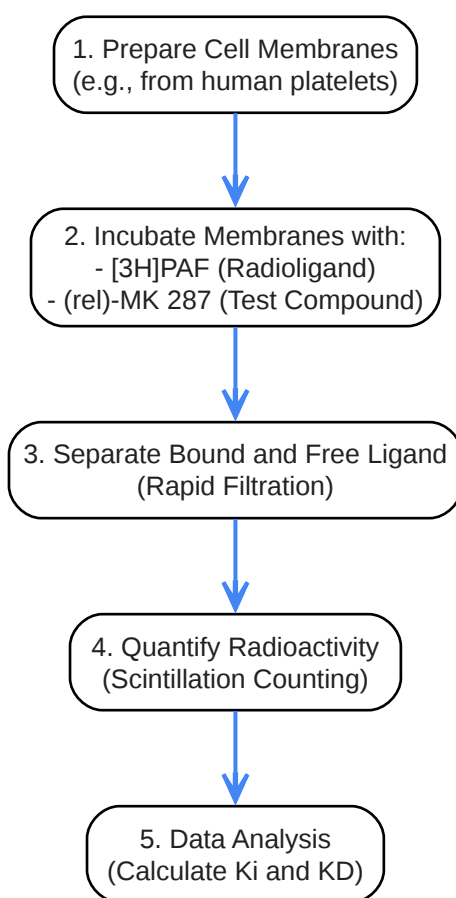 1. Prepare Cell Membranes
(e.g., from human platelets)
2. Incubate Membranes with:
- [3H]PAF (Radioligand)
- (rel)-MK 287 (Test Compound)
3. Separate Bound and Free Ligand
(Rapid Filtration)
4. Quantify Radioactivity
(Scintillation Counting)
5. Data Analysis
(Calculate Ki and KD)